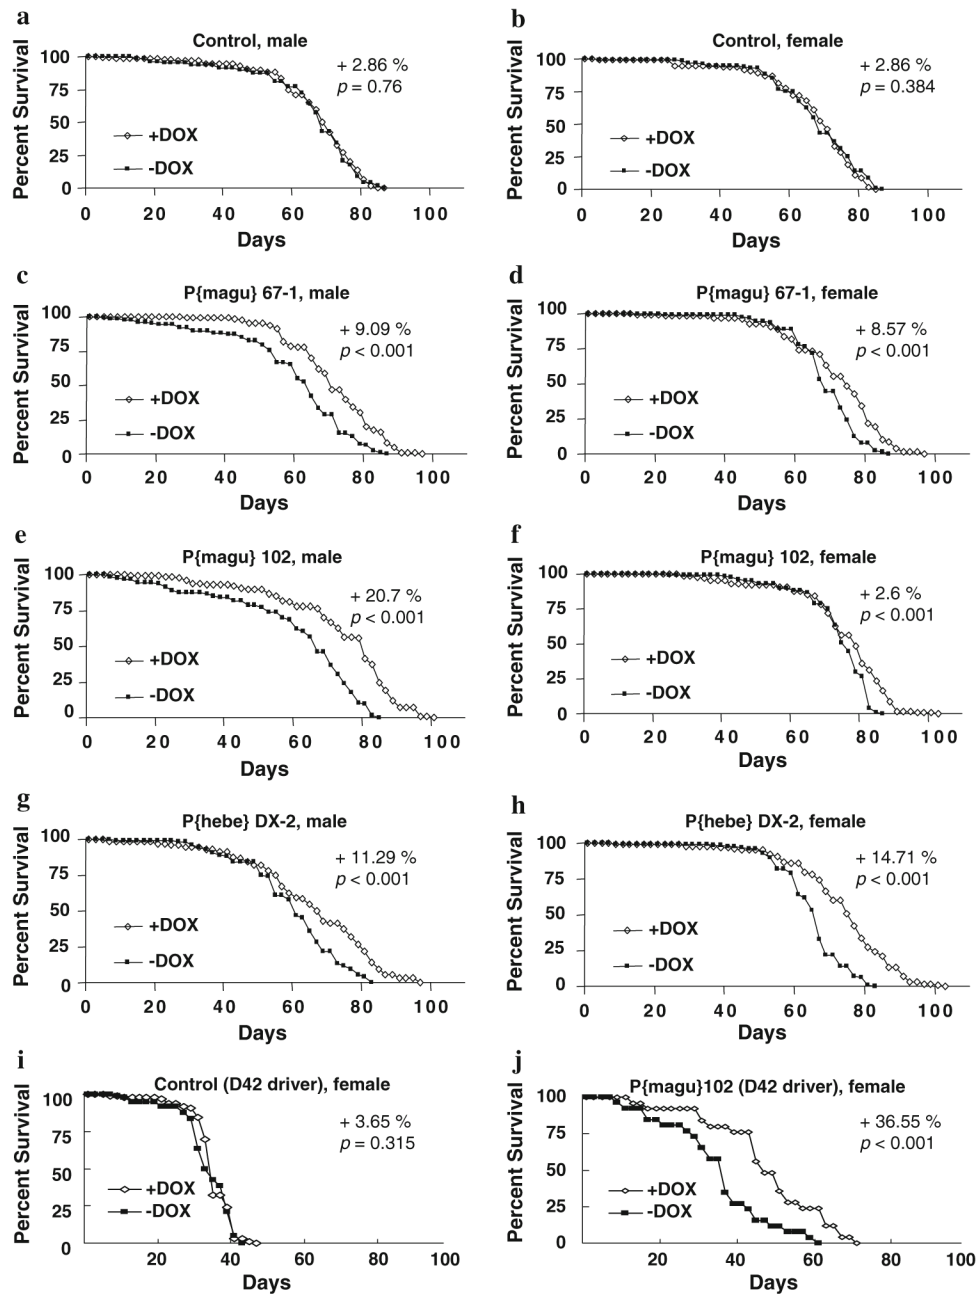 a
Control, male
Percent Survival
100
75
50
25
0
+ 2.86 %
p = 0.76
+DOX
-DOX
0 20 40 60 80 100
Days
b
Control, female
Percent Survival
100
75
50
25
0
+ 2.86 %
p = 0.384
+DOX
-DOX
0 20 40 60 80 100
Days
c
P{magu} 67-1, male
Percent Survival
100
75
50
25
0
+ 9.09 %
p < 0.001
+DOX
-DOX
0 20 40 60 80 100
Days
d
P{magu} 67-1, female
Percent Survival
100
75
50
25
0
+ 8.57 %
p < 0.001
+DOX
-DOX
0 20 40 60 80 100
Days
e
P{magu} 102, male
Percent Survival
100
75
50
25
0
+ 20.7 %
p < 0.001
+DOX
-DOX
0 20 40 60 80 100
Days
f
P{magu} 102, female
Percent Survival
100
75
50
25
0
+ 2.6 %
p < 0.001
+DOX
-DOX
0 20 40 60 80 100
Days
g
P{hebe} DX-2, male
Percent Survival
100
75
50
25
0
+ 11.29 %
p < 0.001
+DOX
-DOX
0 20 40 60 80 100
Days
h
P{hebe} DX-2, female
Percent Survival
100
75
50
25
0
+ 14.71 %
p < 0.001
+DOX
-DOX
0 20 40 60 80 100
Days
i
Control (D42 driver), female
Percent Survival
100
75
50
25
0
+ 3.65 %
p = 0.315
+DOX
-DOX
20 40 60 80 100
Days
j
P{magu}102 (D42 driver), female
Percent Survival
100
75
50
25
0
+ 36.55 %
p < 0.001
+DOX
-DOX
20 40 60 80 100
Days